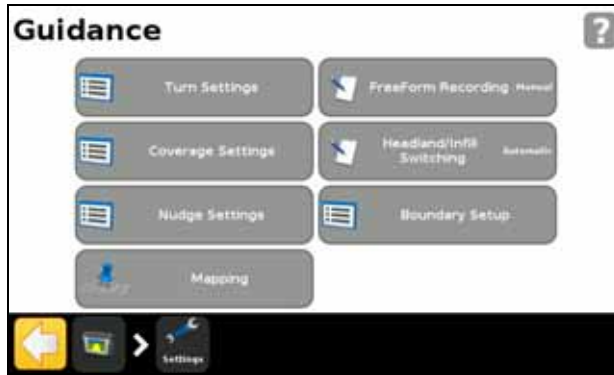 Guidance
?
Turn Settings
FreeForm Recording Manual
Coverage Settings
Headland/Infill
Switching
Automatic
Nudge Settings
Boundary Setup
Mapping
Settings